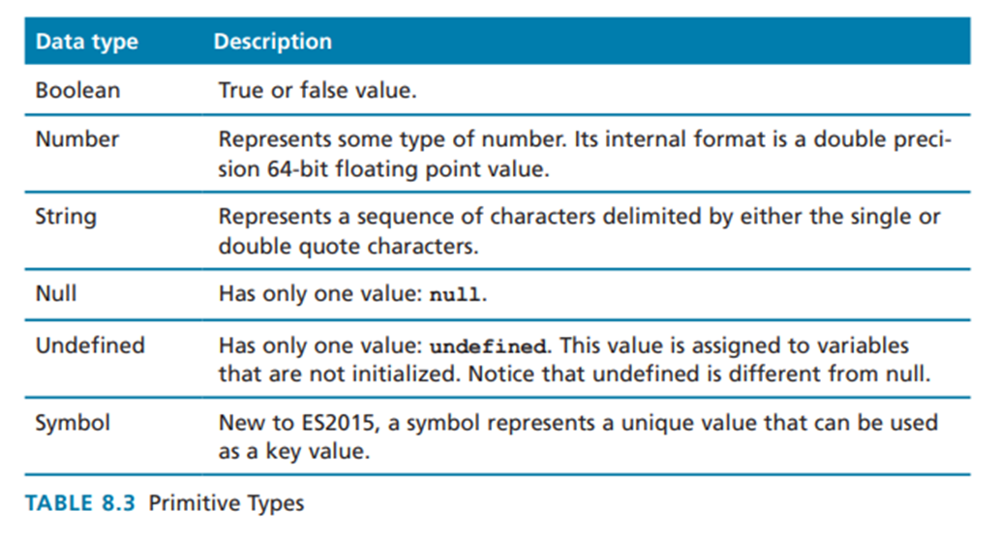 Data type Description
Boolean True or false value.
Number Represents some type of number. Its internal format is a double preci-
sion 64-bit floating point value.
String Represents a sequence of characters delimited by either the single or
double quote characters.
Null Has only one value: null.
Undefined Has only one value: undefined. This value is assigned to variables
that are not initialized. Notice that undefined is different from null.
Symbol New to ES2015, a symbol represents a unique value that can be used
as a key value.
TABLE 8.3 Primitive Types